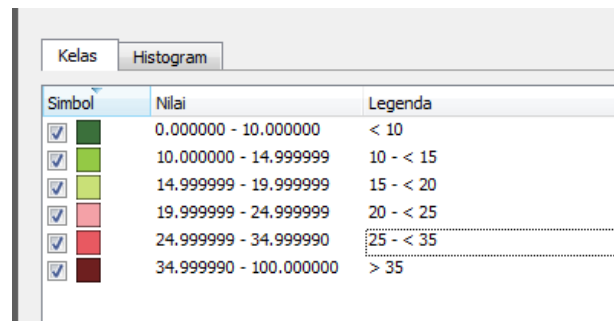 Kelas Histogram
Simbol Nilai Legenda
0.000000 - 10.000000 < 10
10.000000 - 14.999999 10 - < 15
14.999999 - 19.999999 15 - < 20
19.999999 - 24.999999 20 - < 25
24.999999 - 34.999990 25 - < 35
34.999990 - 100.000000 > 35